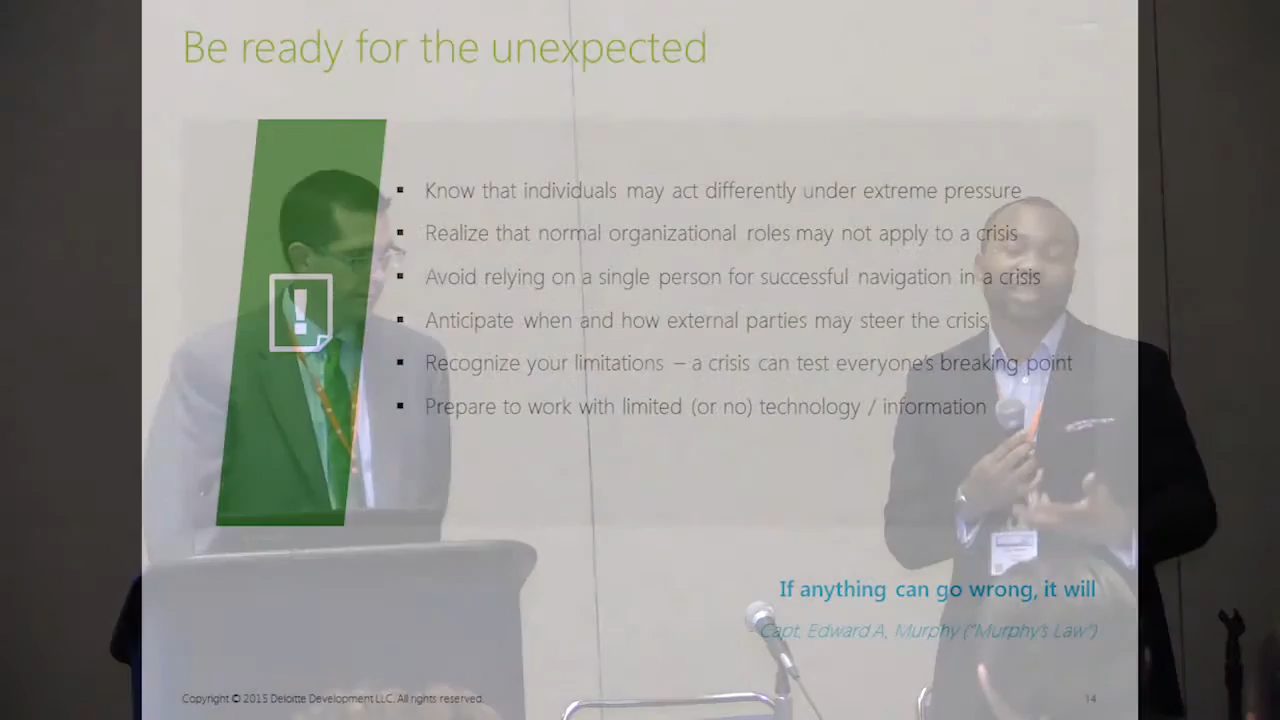 Be ready for the unexpected
Know that individuals may act differently under extreme pressure
Realize that normal organizational roles may not apply to a crisis
Avoid relying on a single person for successful navigation in a crisis
Anticipate when and how external parties may steer the crisis
Recognize your limitations – a crisis can test everyone's breaking point
Prepare to work with limited (or no) technology / information
If anything can go wrong, it will
Capt. Edward A, Murphy ("Murphy's Law")
Copyright © 2015 Deloitte Development LLC. All rights reserved.
14